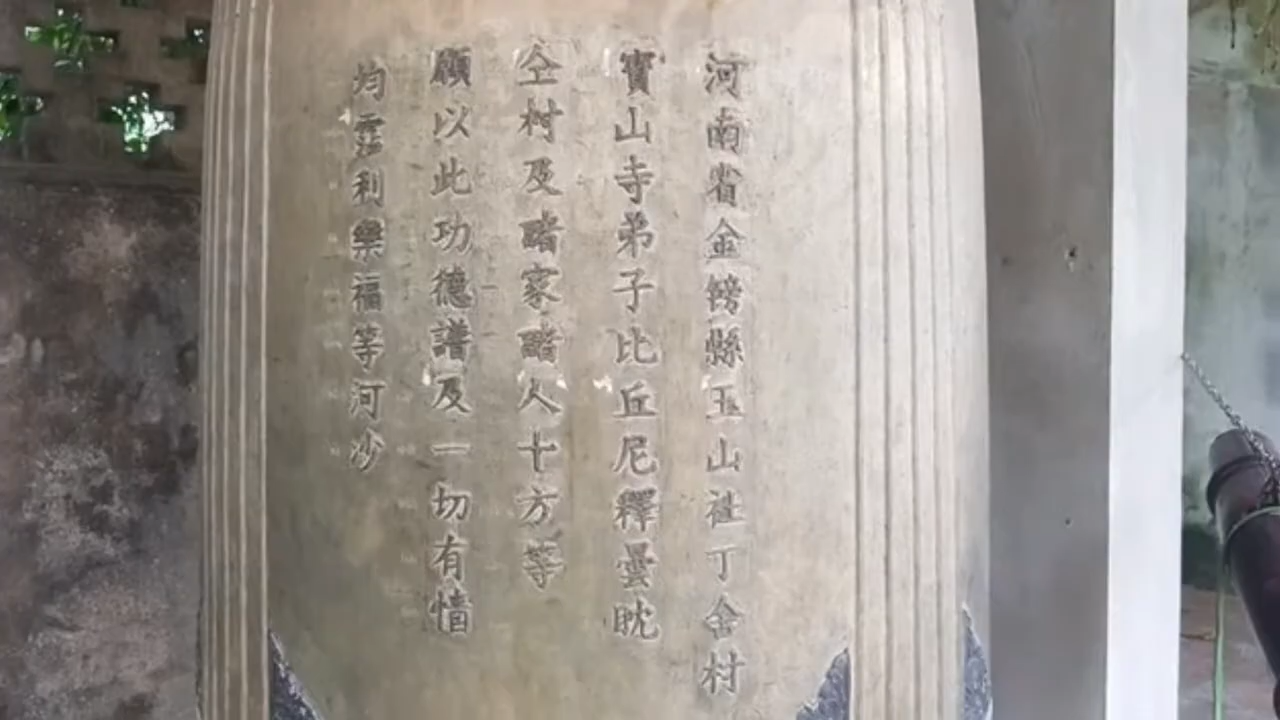 河南省金榜縣玉山社丁舍村
寶山寺弟子比丘尼釋曇眈
仝村及諸家諸人十方等
願以此功德譜及一切有情
均霑利樂福等河沙